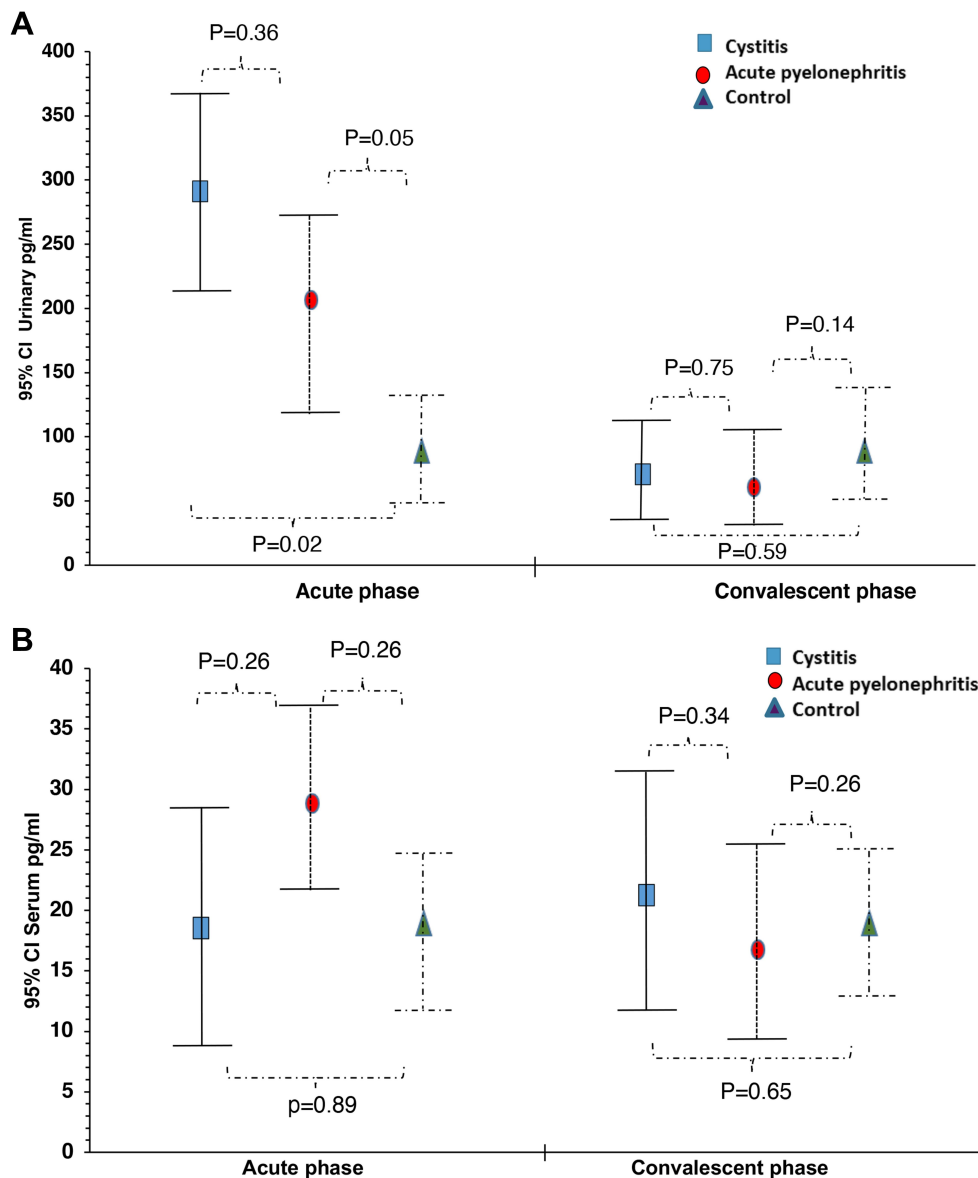 A
P=0.36
400
Cystitis
Acute pyelonephritis
Control
350
P=0.05
300
250
200
150
100
50
0
95% CI Urinary pg/ml
P=0.14
P=0.75
P=0.02
P=0.59
Acute phase
Convalescent phase
B
P=0.26
P=0.26
40
Cystitis
Acute pyelonephritis
Control
35
30
25
20
15
10
5
0
95% CI Serum pg/ml
P=0.34
P=0.26
p=0.89
P=0.65
Acute phase
Convalescent phase